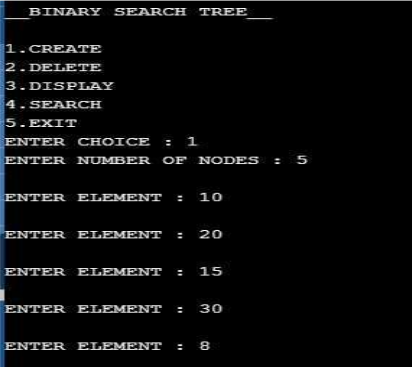 __BINARY SEARCH TREE__
1.CREATE
2.DELETE
3.DISPLAY
4.SEARCH
5.EXIT
ENTER CHOICE : 1
ENTER NUMBER OF NODES : 5
ENTER ELEMENT : 10
ENTER ELEMENT : 20
ENTER ELEMENT : 15
ENTER ELEMENT : 30
ENTER ELEMENT : 8